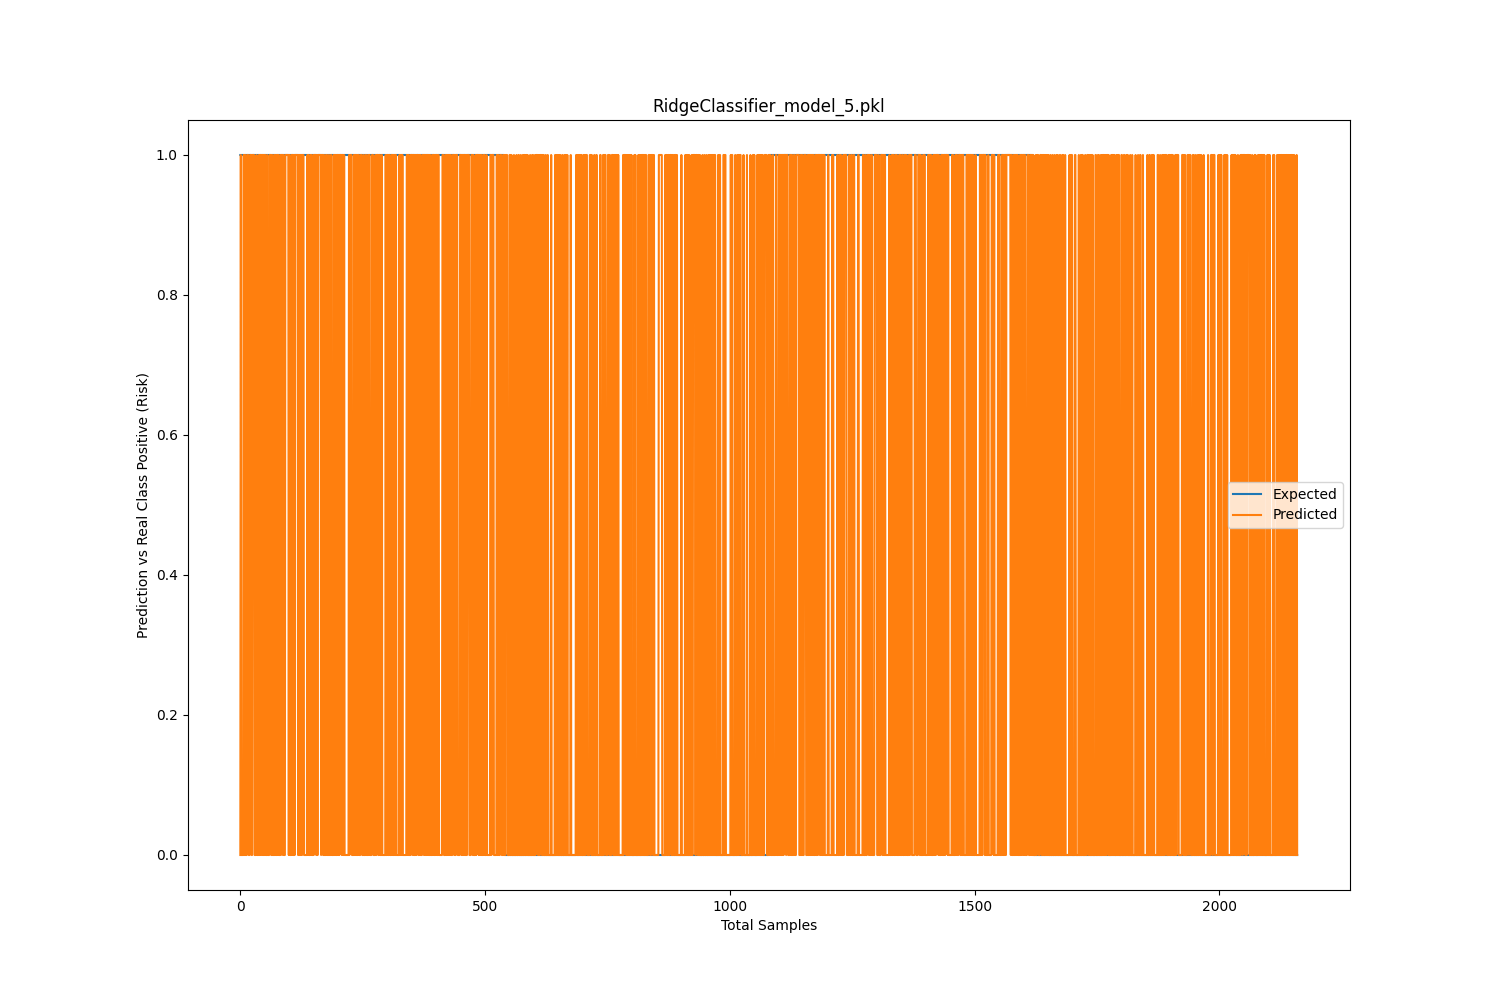 RidgeClassifier_model_5.pkl
1.0
0.8
0.6
0.4
0.2
0.0
Prediction vs Real Class Positive (Risk)
Expected
Predicted
0
500
1000
1500
2000
Total Samples